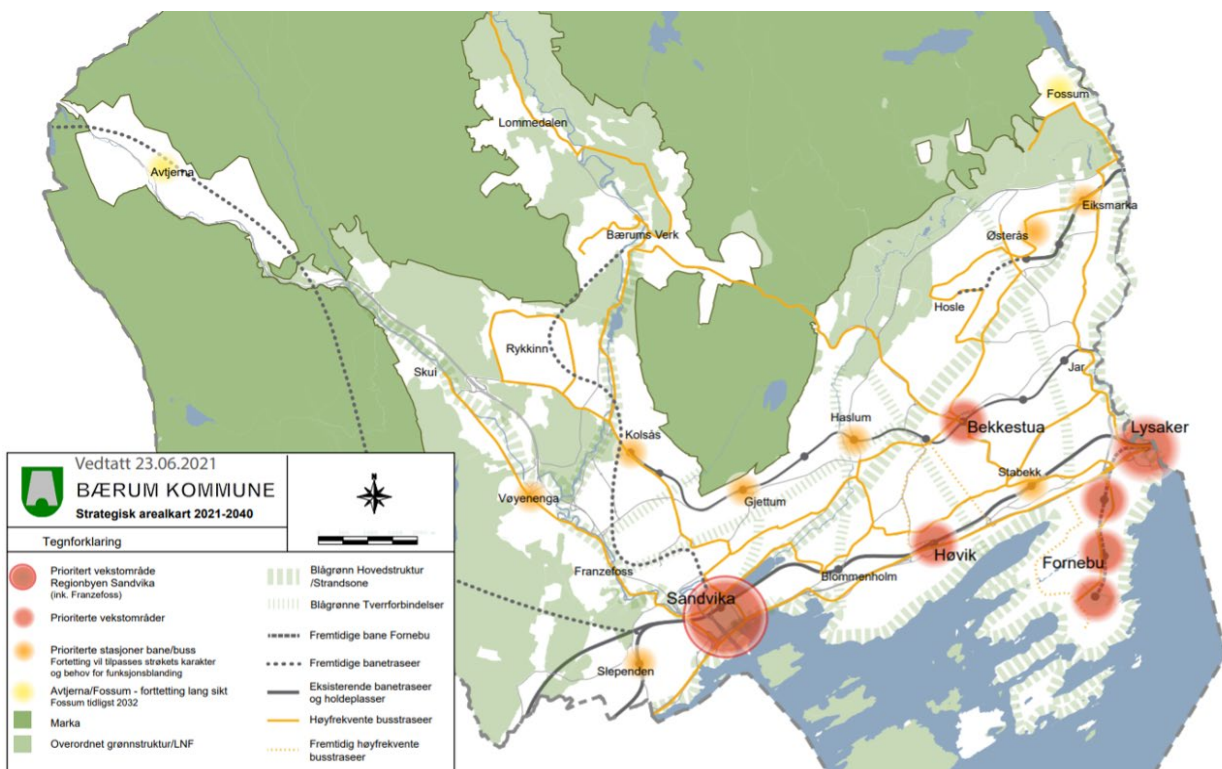 Fossum
Lommedalen
Avtjerna
Eiksmarka
Østerås
Bærums Verk
Hosle
Rykkinn
Skui
Jar
Haslum
Bekkestua
Lysaker
Kolsås
Stabekk
Vøyenenga
Gjettum
Høvik
Fornebu
Franzefoss
Blommenholm
Sandvika
Slependen
Vedtatt 23.06.2021
BÆRUM KOMMUNE
Strategisk arealkart 2021-2040
Tegnforklaring
Prioritert vekstområde
Regionbyen Sandvika
(ink. Franzefoss)
Prioriterte vekstområder
Prioriterte stasjoner bane/buss
Fortetting vil tilpasses strøkets karakter
og behov for funksjonsblanding
Avtjerna/Fossum - forttetting lang sikt
Fossum tidligst 2032
Marka
Overordnet grønnstruktur/LNF
Blågrønn Hovedstruktur
/Strandsone
Blågrønne Tverrforbindelser
Fremtidige bane Fornebu
Fremtidige banetraseer
Eksisterende banetraseer
og holdeplasser
Høyfrekvente busstraseer
Fremtidig høyfrekvente
busstraseer